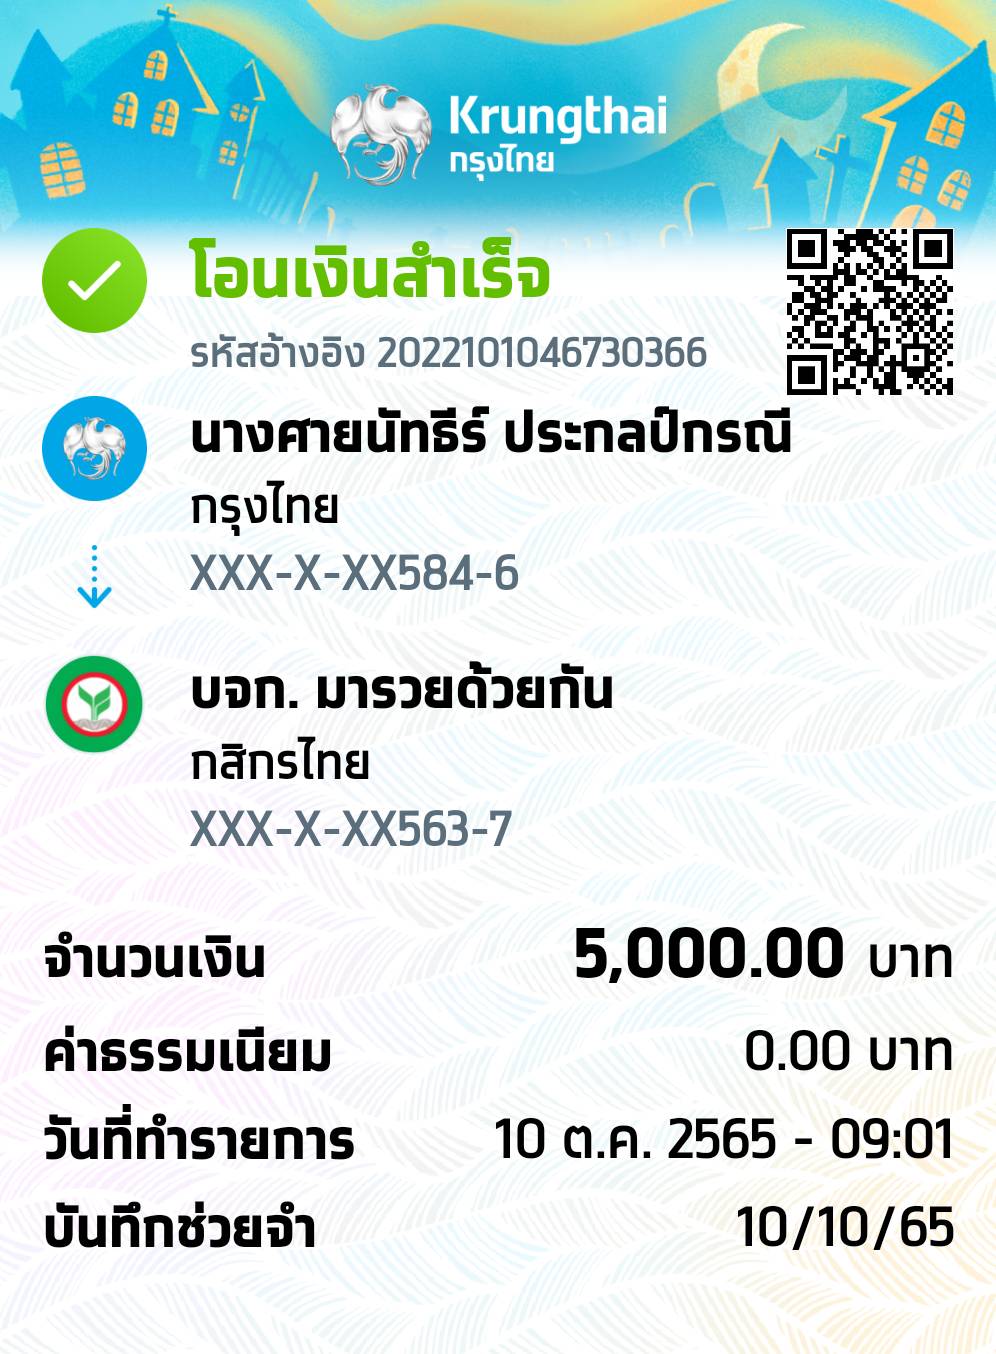 Krungthai
กรุงไทย
โอนเงินสำเร็จ
รหัสอ้างอิง 2022101046730366
นางศายนัทธีร์ ประกลป์กรณี
กรุงไทย
XXX-X-XX584-6
บจก. มารวยด้วยกัน
กสิกรไทย
XXX-X-XX563-7
จำนวนเงิน 5,000.00 บาท
ค่าธรรมเนียม 0.00 บาท
วันที่ทำรายการ 10 ต.ค. 2565 - 09:01
บันทึกช่วยจำ 10/10/65